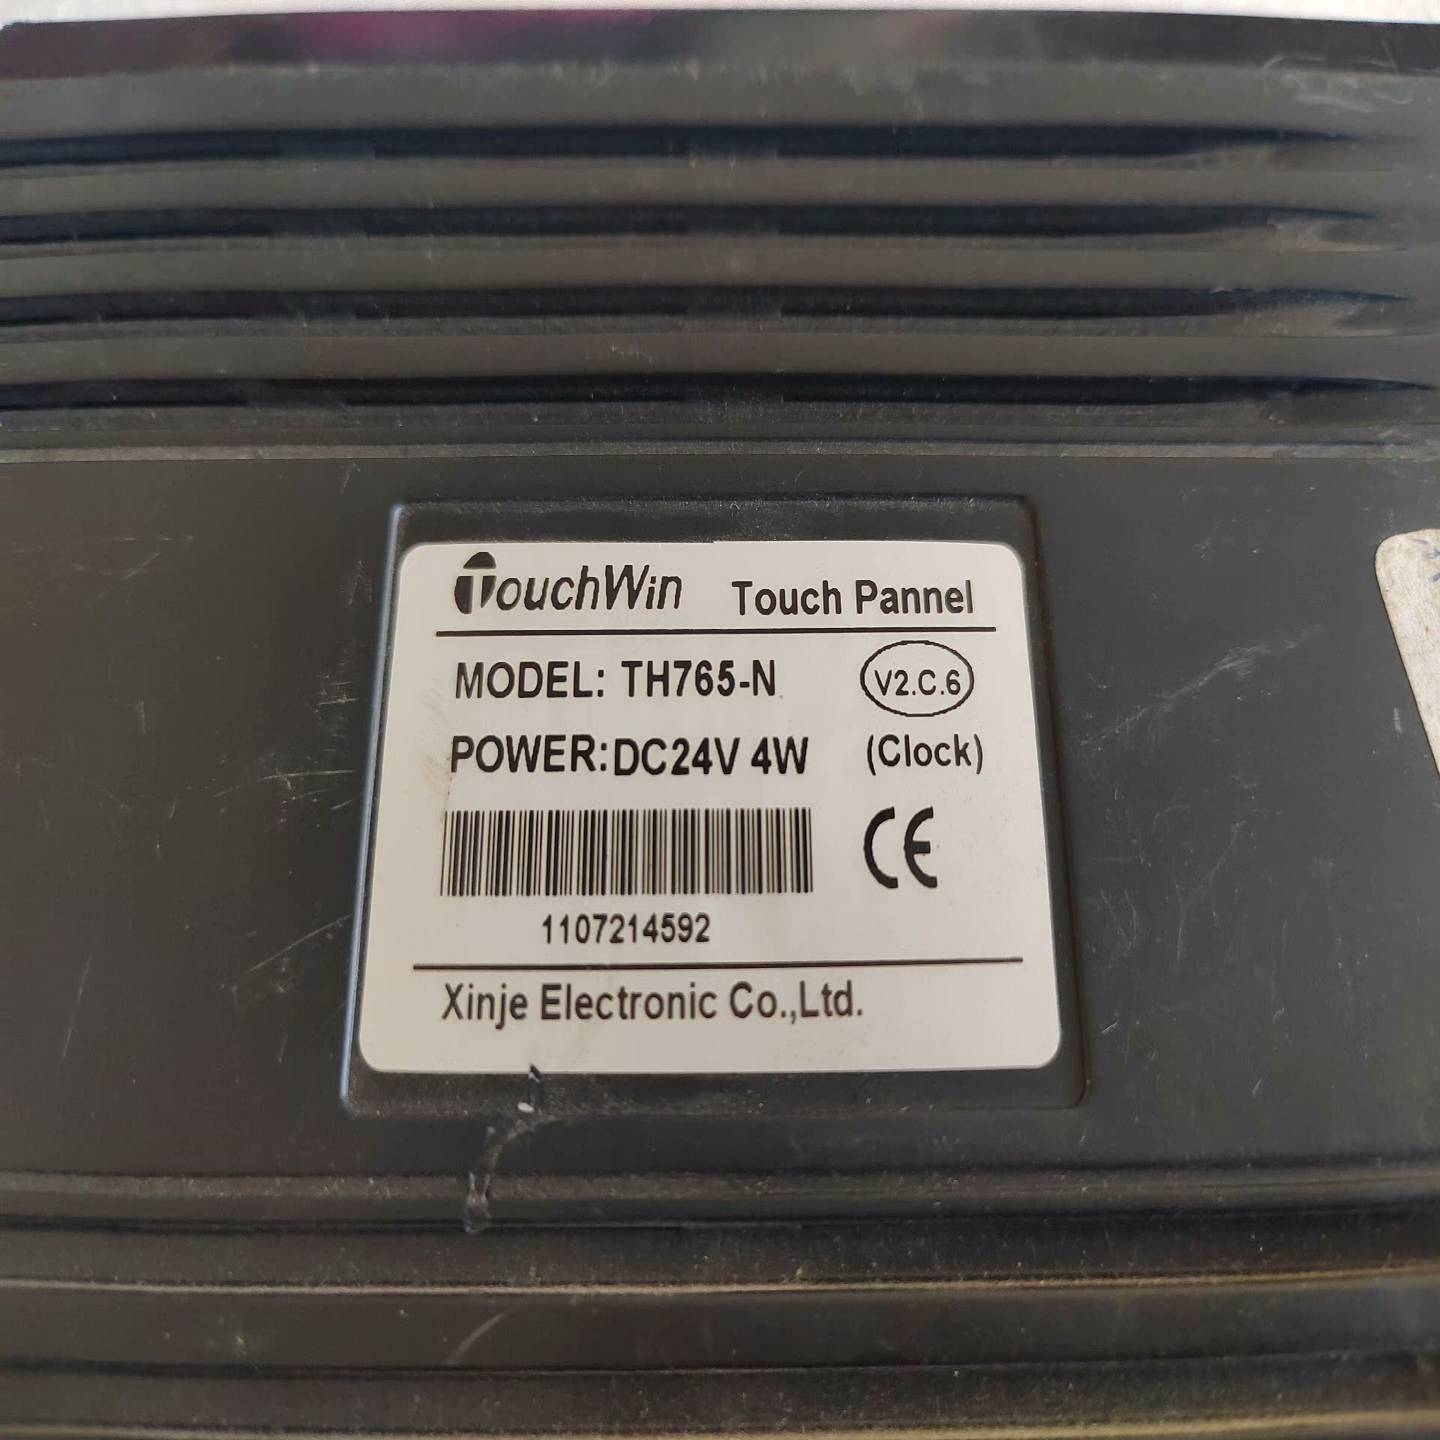 TouchWin Touch Pannel
MODEL: TH765-N V2.C.6
POWER:DC24V 4W (Clock)
CE
1107214592
Xinje Electronic Co.,Ltd.